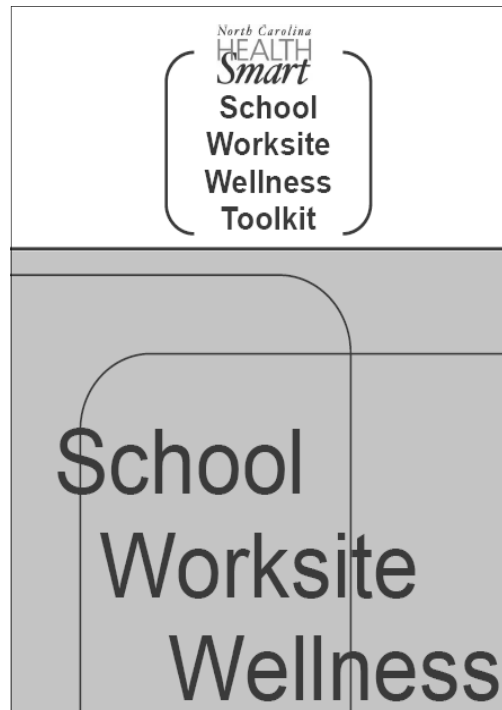 North Carolina
HEALTH
Smart
School
Worksite
Wellness
Toolkit
School
Worksite
Wellness